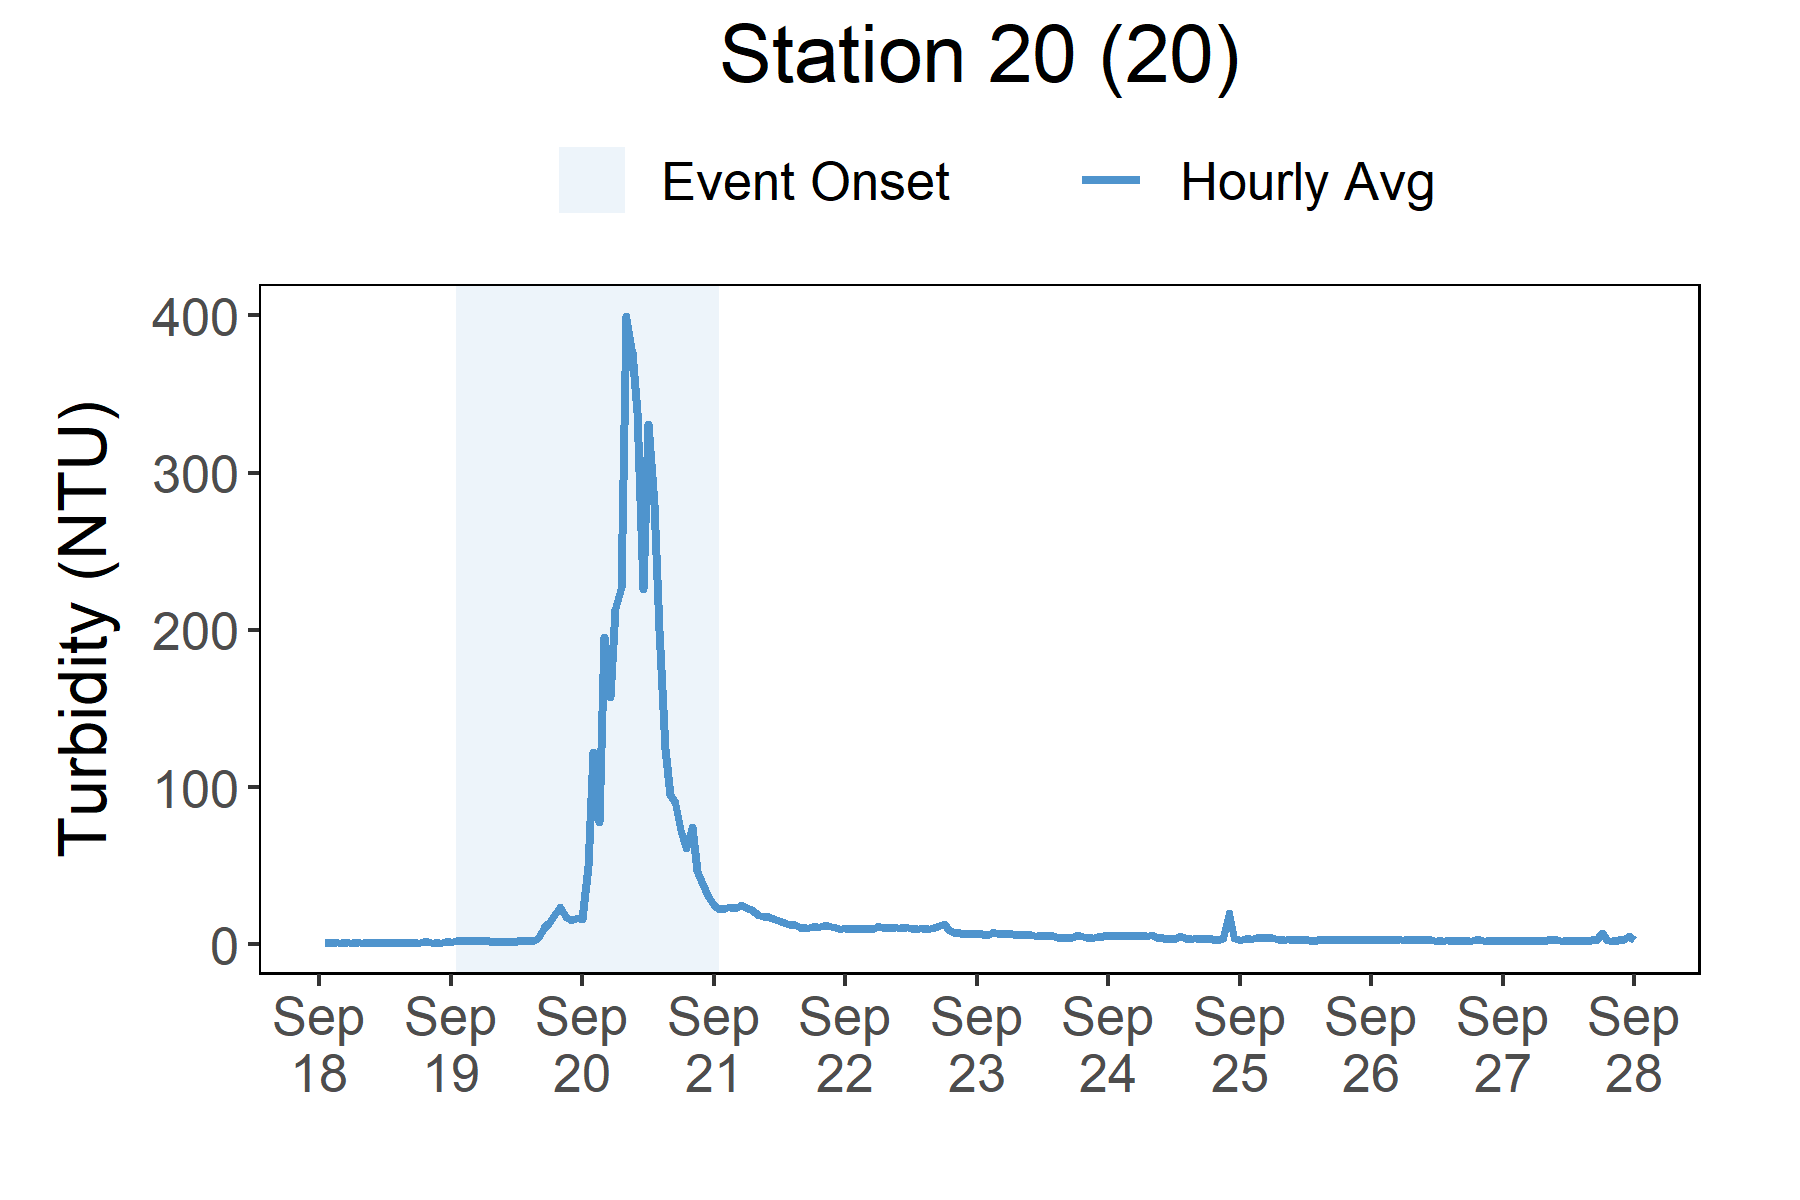 Station 20 (20)
Event Onset
Hourly Avg
Turbidity (NTU)
400
300
200
100
0
Sep 18
Sep 19
Sep 20
Sep 21
Sep 22
Sep 23
Sep 24
Sep 25
Sep 26
Sep 27
Sep 28